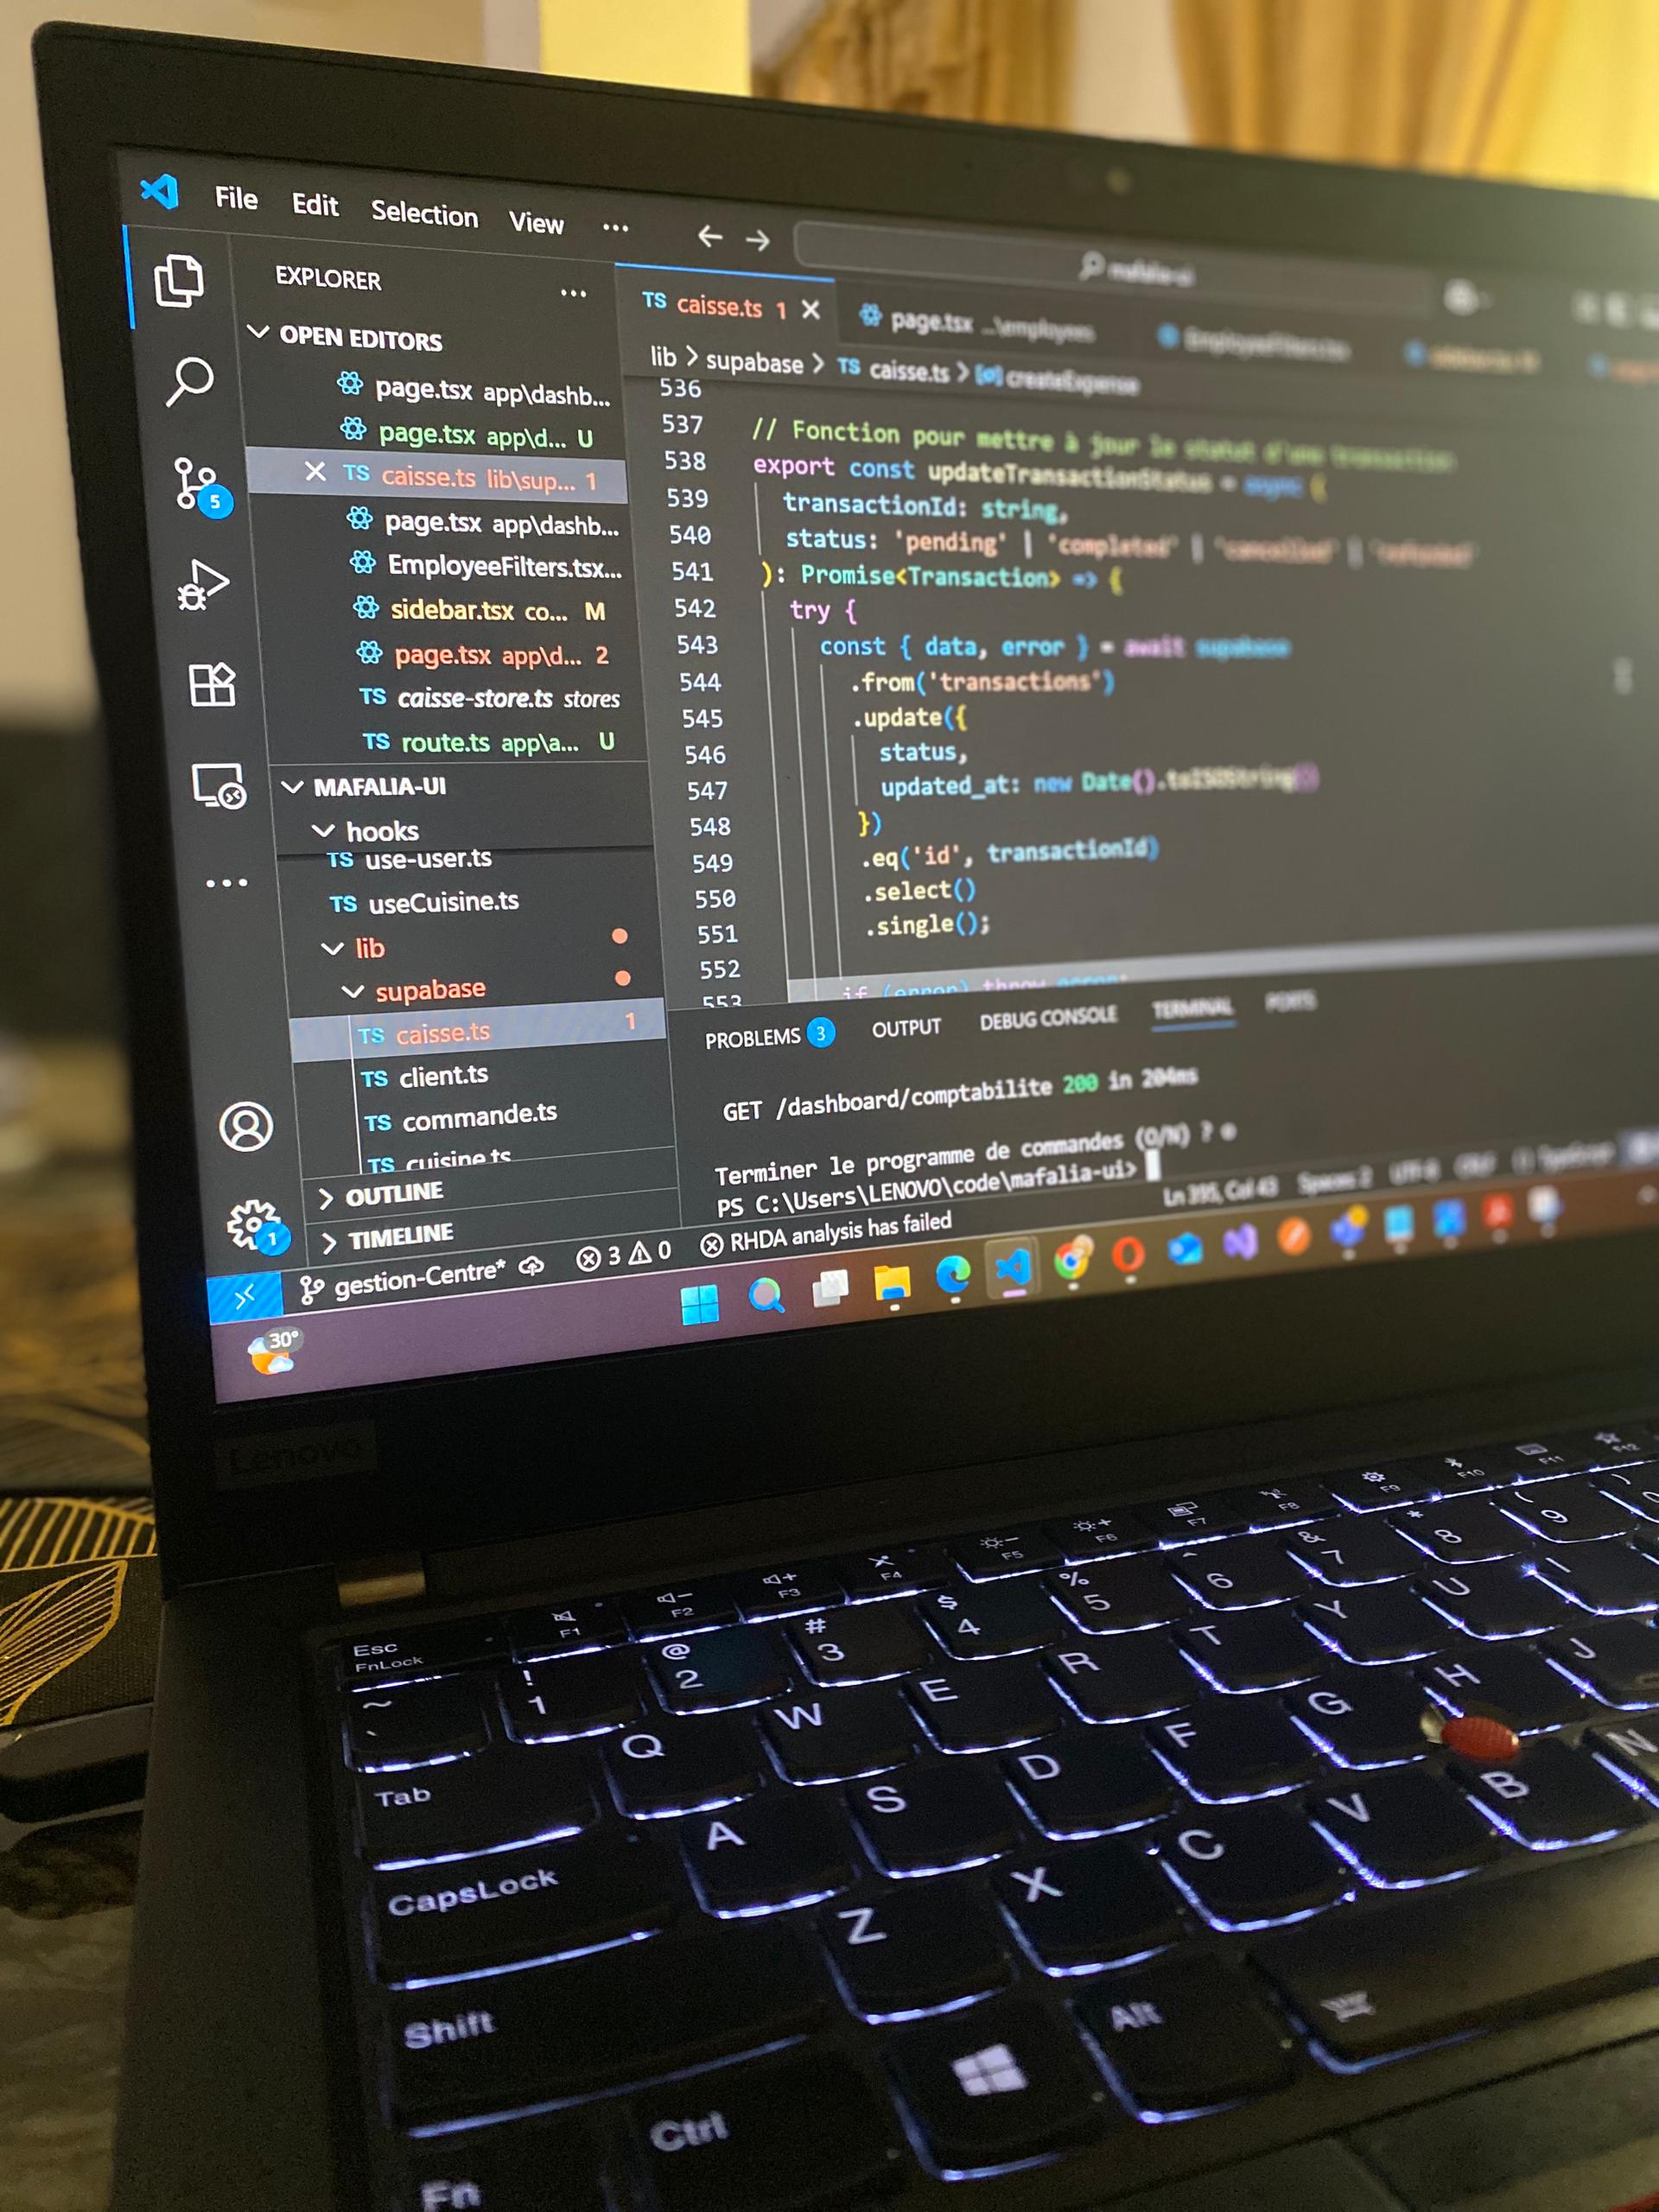 File Edit Selection View ...
mafalia-ui
EXPLORER ...
OPEN EDITORS
page.tsx app\dashb...
page.tsx app\d... U
TS caisse.ts lib\sup... 1
page.tsx app\dashb...
EmployeeFilters.tsx...
sidebar.tsx co... M
page.tsx app\d... 2
TS caisse-store.ts stores
TS route.ts app\a... U
MAFALIA-UI
hooks
TS use-user.ts
TS useCuisine.ts
lib
supabase
TS caisse.ts 1
TS client.ts
TS commande.ts
TS cuisine.ts
OUTLINE
TIMELINE
5
1
TS caisse.ts 1 page.tsx ...\employees EmployeeFilters.tsx
lib > supabase > TS caisse.ts > createExpense
536
537 // Fonction pour mettre à jour le statut d'une transaction
538 export const updateTransactionStatus = async (
539 transactionId: string,
540 status: 'pending' | 'completed' | 'cancelled' | 'refunded'
541 ): Promise<Transaction> => {
542 try {
543 const { data, error } = await supabase
544 .from('transactions')
545 .update({
546 status,
547 updated_at: new Date().toISOString()
548 })
549 .eq('id', transactionId)
550 .select()
551 .single();
552
553 if (error) throw error;
PROBLEMS 3 OUTPUT DEBUG CONSOLE TERMINAL PORTS
GET /dashboard/comptabilite 200 in 204ms
Terminer le programme de commandes (O/N) ? o
PS C:\Users\LENOVO\code\mafalia-ui>
gestion-Centre* 3 0 RHDA analysis has failed Ln 395, Col 43 Spaces: 2 UTF-8 CRLF {} TypeScript
30°
Lenovo
Esc FnLock F1 F2 F3 F4 F5 F6 F7 F8 F9 F10 F11 F12
~ ` ! 1 @ 2 # 3 $ 4 % 5 ^ 6 & 7 * 8 ( 9
Tab Q W E R T Y U I
CapsLock A S D F G H J
Shift Z X C V B N
Fn Ctrl Alt